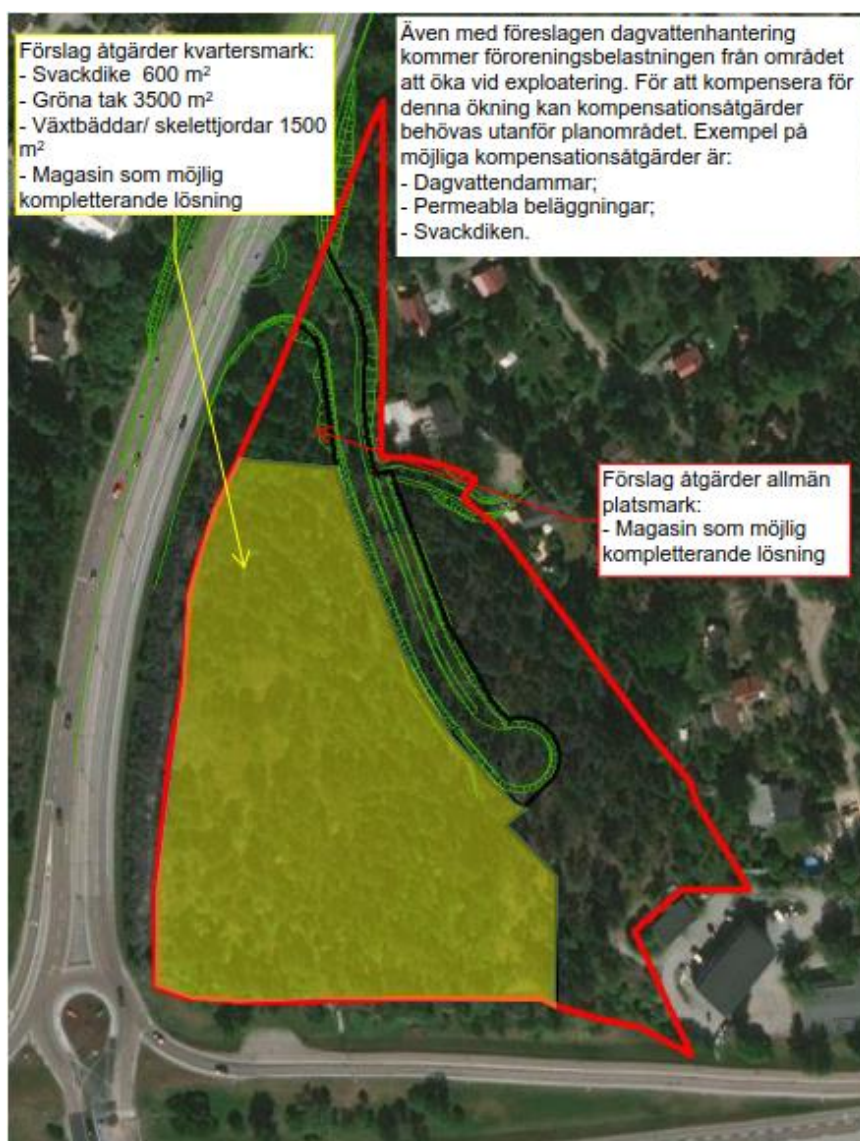 Förslag åtgärder kvartersmark:
- Svackdike  600 m²
- Gröna tak 3500 m²
- Växtbäddar/ skelettjordar 1500
m²
- Magasin som möjlig
kompletterande lösning
Även med föreslagen dagvattenhantering
kommer föroreningsbelastningen från området
att öka vid exploatering. För att kompensera för
denna ökning kan kompensationsåtgärder
behövas utanför planområdet. Exempel på
möjliga kompensationsåtgärder är:
- Dagvattendammar;
- Permeabla beläggningar;
- Svackdiken.
Förslag åtgärder allmän
platsmark:
- Magasin som möjlig
kompletterande lösning